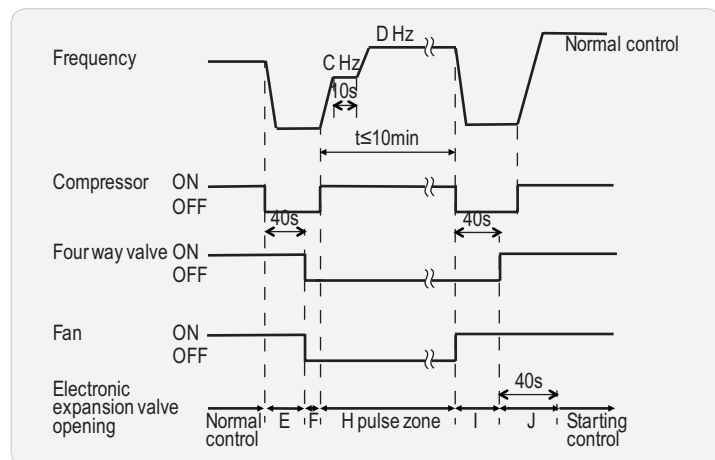 D Hz
Frequency
Normal control
C Hz
10s
t≤10min
Compressor ON
OFF
40s
40s
Four way valve ON
OFF
Fan ON
OFF
Electronic
expansion valve
opening
40s
Normal
control
E
F
H pulse zone
I
J
Starting
control